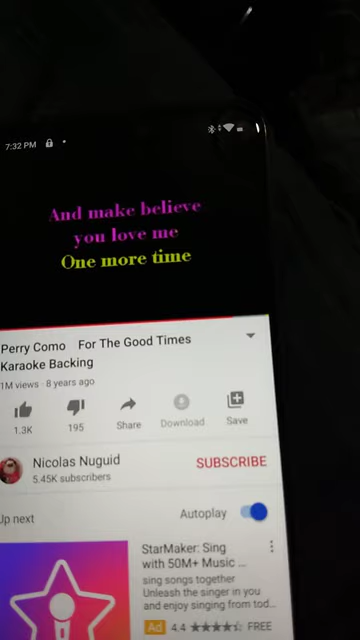 7:32 PM
And make believe
you love me
One more time
Perry Como For The Good Times
Karaoke Backing
1M views · 8 years ago
1.3K
195
Share
Download
Save
Nicolas Nuguid
5.45K subscribers
SUBSCRIBE
Up next
Autoplay
StarMaker: Sing
with 50M+ Music ...
sing songs together
Unleash the singer in you
and enjoy singing from tod...
Ad 4.4 FREE